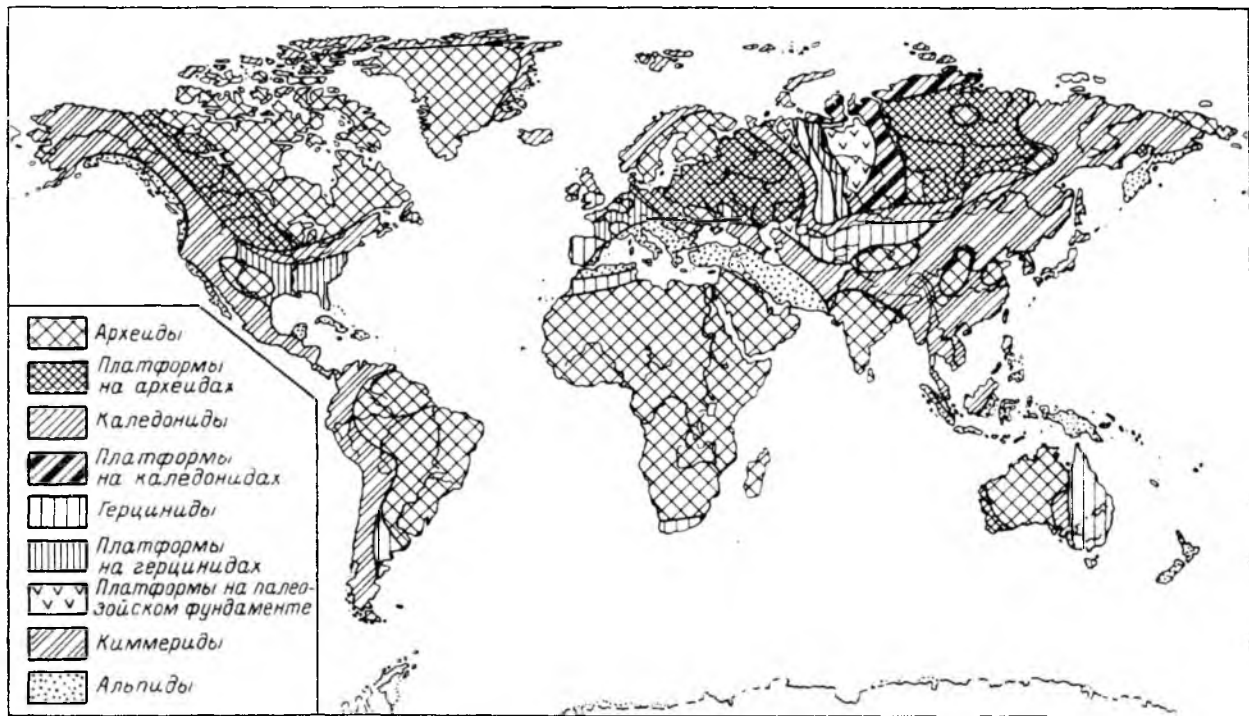 Археиды
Платформы
на археидах
Каледониды
Платформы
на каледонидах
Герциниды
Платформы
на герцинидах
Платформы на палео-
зойском фундаменте
Киммериды
Альпиды